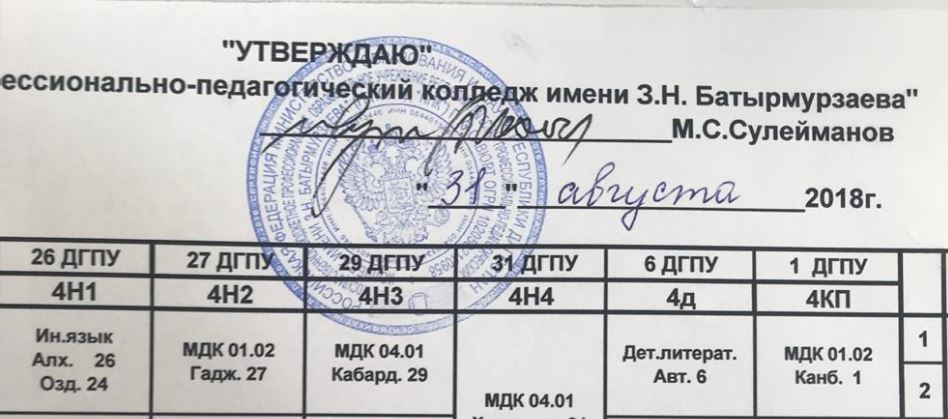 "УТВЕРЖДАЮ"
ессионально-педагогический колледж имени З.Н. Батырмурзаева"
М.С.Сулейманов
"31" августа 2018г.
26 ДГПУ 27 ДГПУ 29 ДГПУ 31 ДГПУ 6 ДГПУ 1 ДГПУ
4Н1 4Н2 4Н3 4Н4 4д 4КП
Ин.язык
Алх. 26
Озд. 24
МДК 01.02
Гадж. 27
МДК 04.01
Кабард. 29
МДК 04.01
Дет.литерат.
Авт. 6
МДК 01.02
Канб. 1
1
2